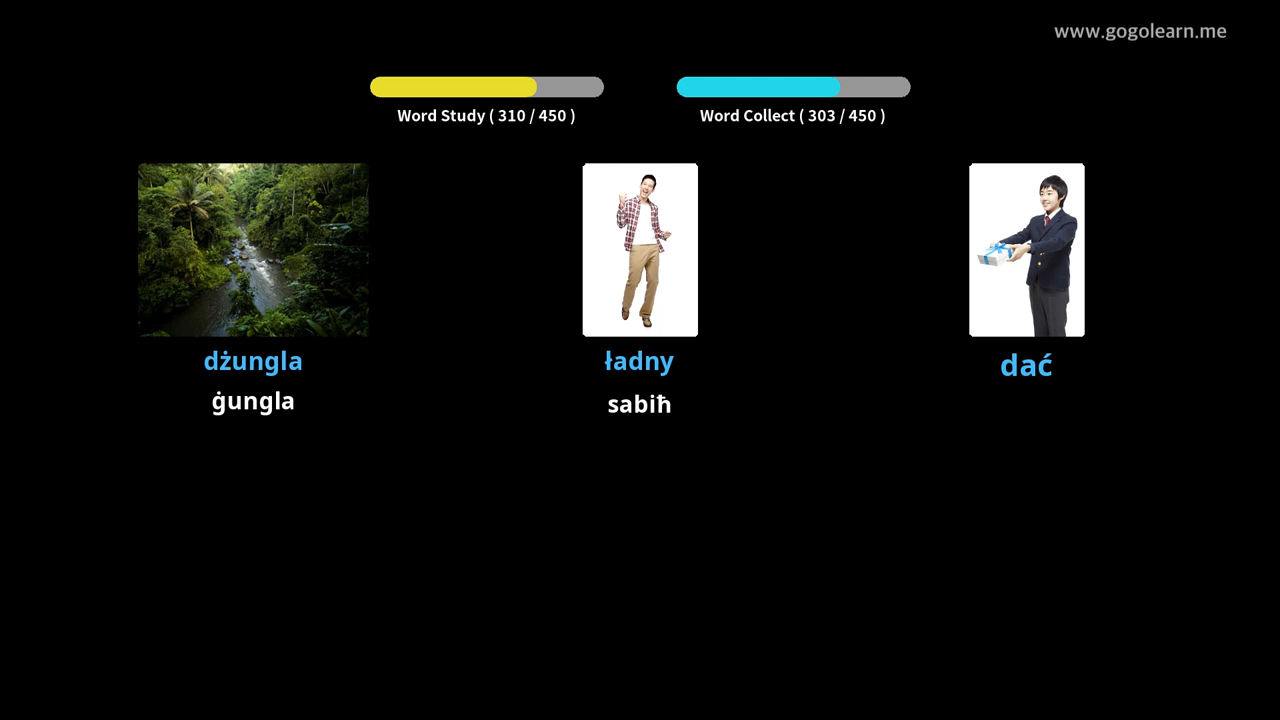 www.gogolearn.me
Word Study ( 310 / 450 )
Word Collect ( 303 / 450 )
dżungla
ġungla
ładny
sabiħ
dać